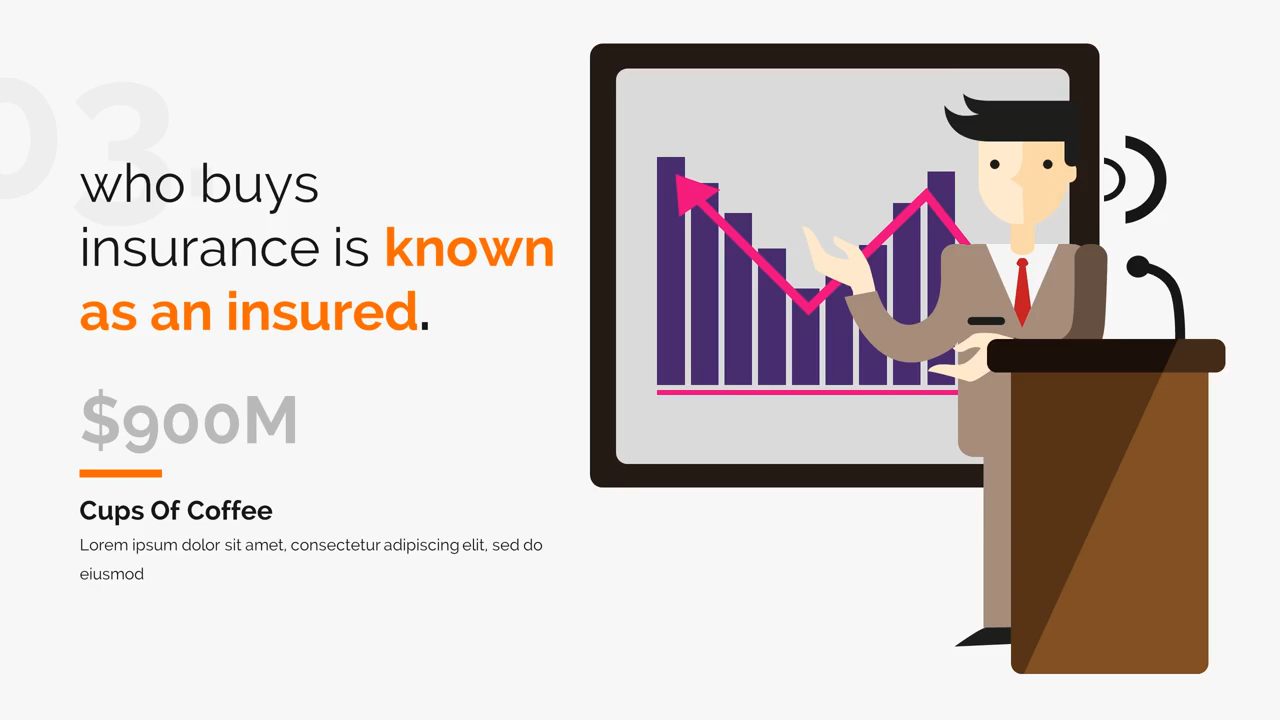 03
who buys
insurance is known
as an insured.
$900M
Cups Of Coffee
Lorem ipsum dolor sit amet, consectetur adipiscing elit, sed do
eiusmod